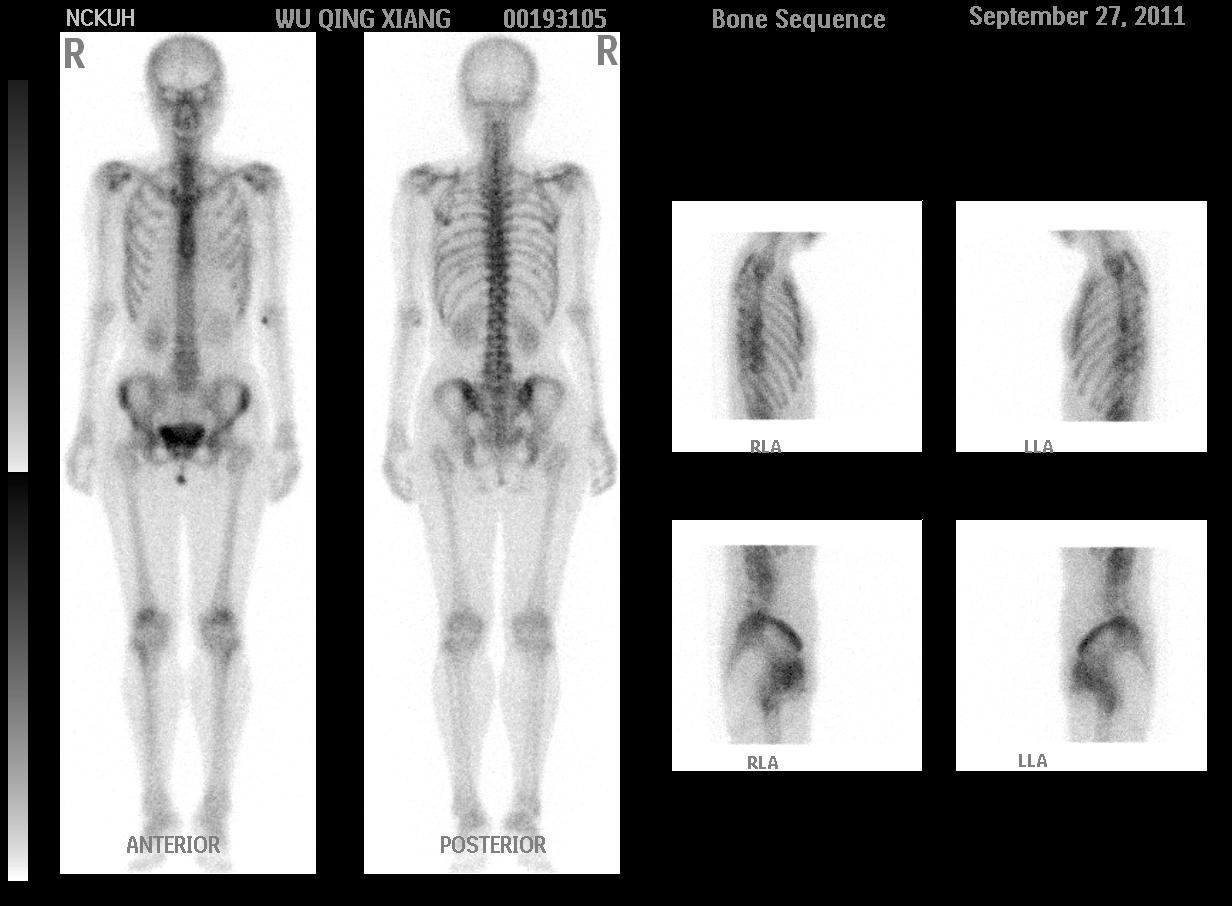 NCKUH WU QING XIANG 00193105 Bone Sequence September 27, 2011
R R
RLA LLA
RLA LLA
ANTERIOR POSTERIOR